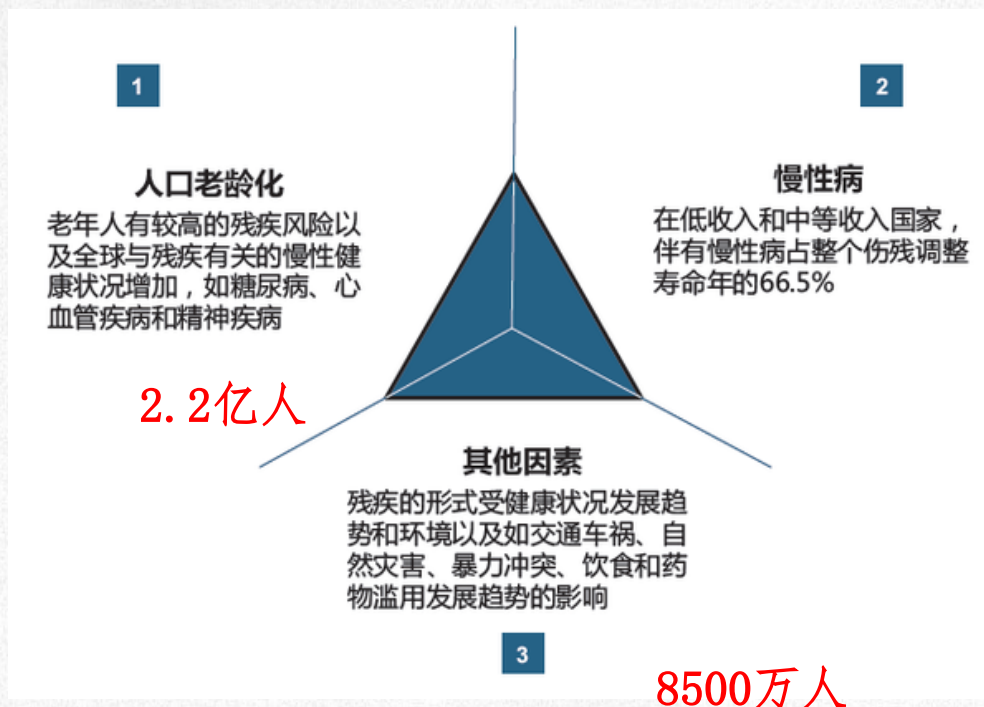 1
人口老龄化
老年人有较高的残疾风险以
及全球与残疾有关的慢性健
康状况增加，如糖尿病、心
血管疾病和精神疾病
2.2亿人
2
慢性病
在低收入和中等收入国家，
伴有慢性病占整个伤残调整
寿命年的66.5%
其他因素
残疾的形式受健康状况发展趋
势和环境以及如交通车祸、自
然灾害、暴力冲突、饮食和药
物滥用发展趋势的影响
3
8500万人